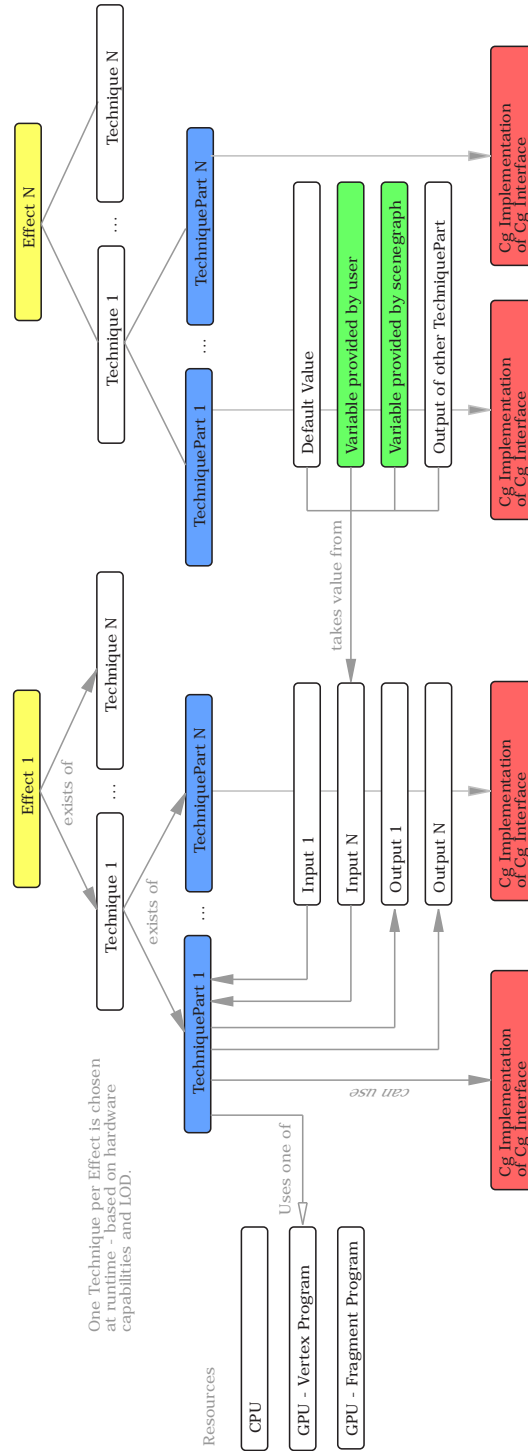 Effect 1
Effect N
exists of
Technique 1
...
Technique N
Technique 1
...
Technique N
One Technique per Effect is chosen
at runtime - based on hardware
capabilities and LOD.
exists of
TechniquePart 1
...
TechniquePart N
TechniquePart 1
...
TechniquePart N
Resources
CPU
GPU - Vertex Program
GPU - Fragment Program
Uses one of
can use
Input 1
Input N
Output 1
Output N
takes value from
Default Value
Variable provided by user
Variable provided by scenegraph
Output of other TechniquePart
Cg Implementation
of Cg Interface
Cg Implementation
of Cg Interface
Cg Implementation
of Cg Interface
Cg Implementation
of Cg Interface